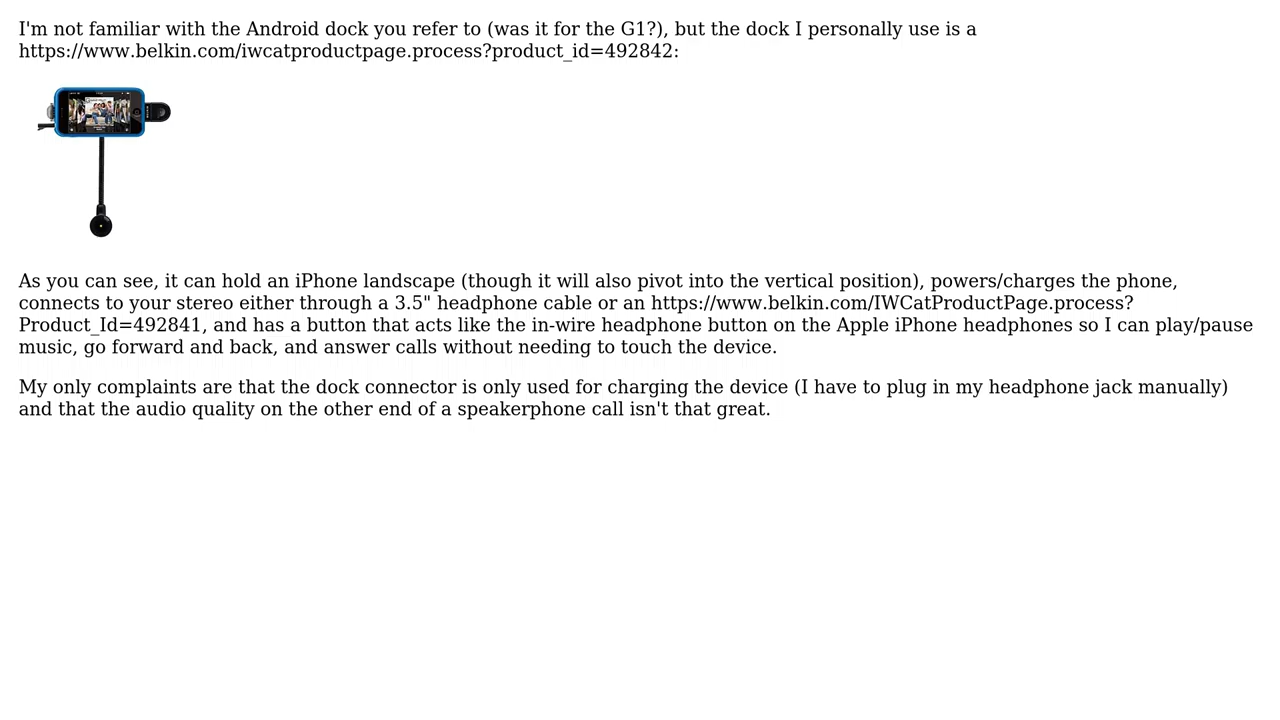 I'm not familiar with the Android dock you refer to (was it for the G1?), but the dock I personally use is a
https://www.belkin.com/iwcatproductpage.process?product_id=492842:
As you can see, it can hold an iPhone landscape (though it will also pivot into the vertical position), powers/charges the phone,
connects to your stereo either through a 3.5" headphone cable or an https://www.belkin.com/IWCatProductPage.process?
Product_Id=492841, and has a button that acts like the in-wire headphone button on the Apple iPhone headphones so I can play/pause
music, go forward and back, and answer calls without needing to touch the device.
My only complaints are that the dock connector is only used for charging the device (I have to plug in my headphone jack manually)
and that the audio quality on the other end of a speakerphone call isn't that great.